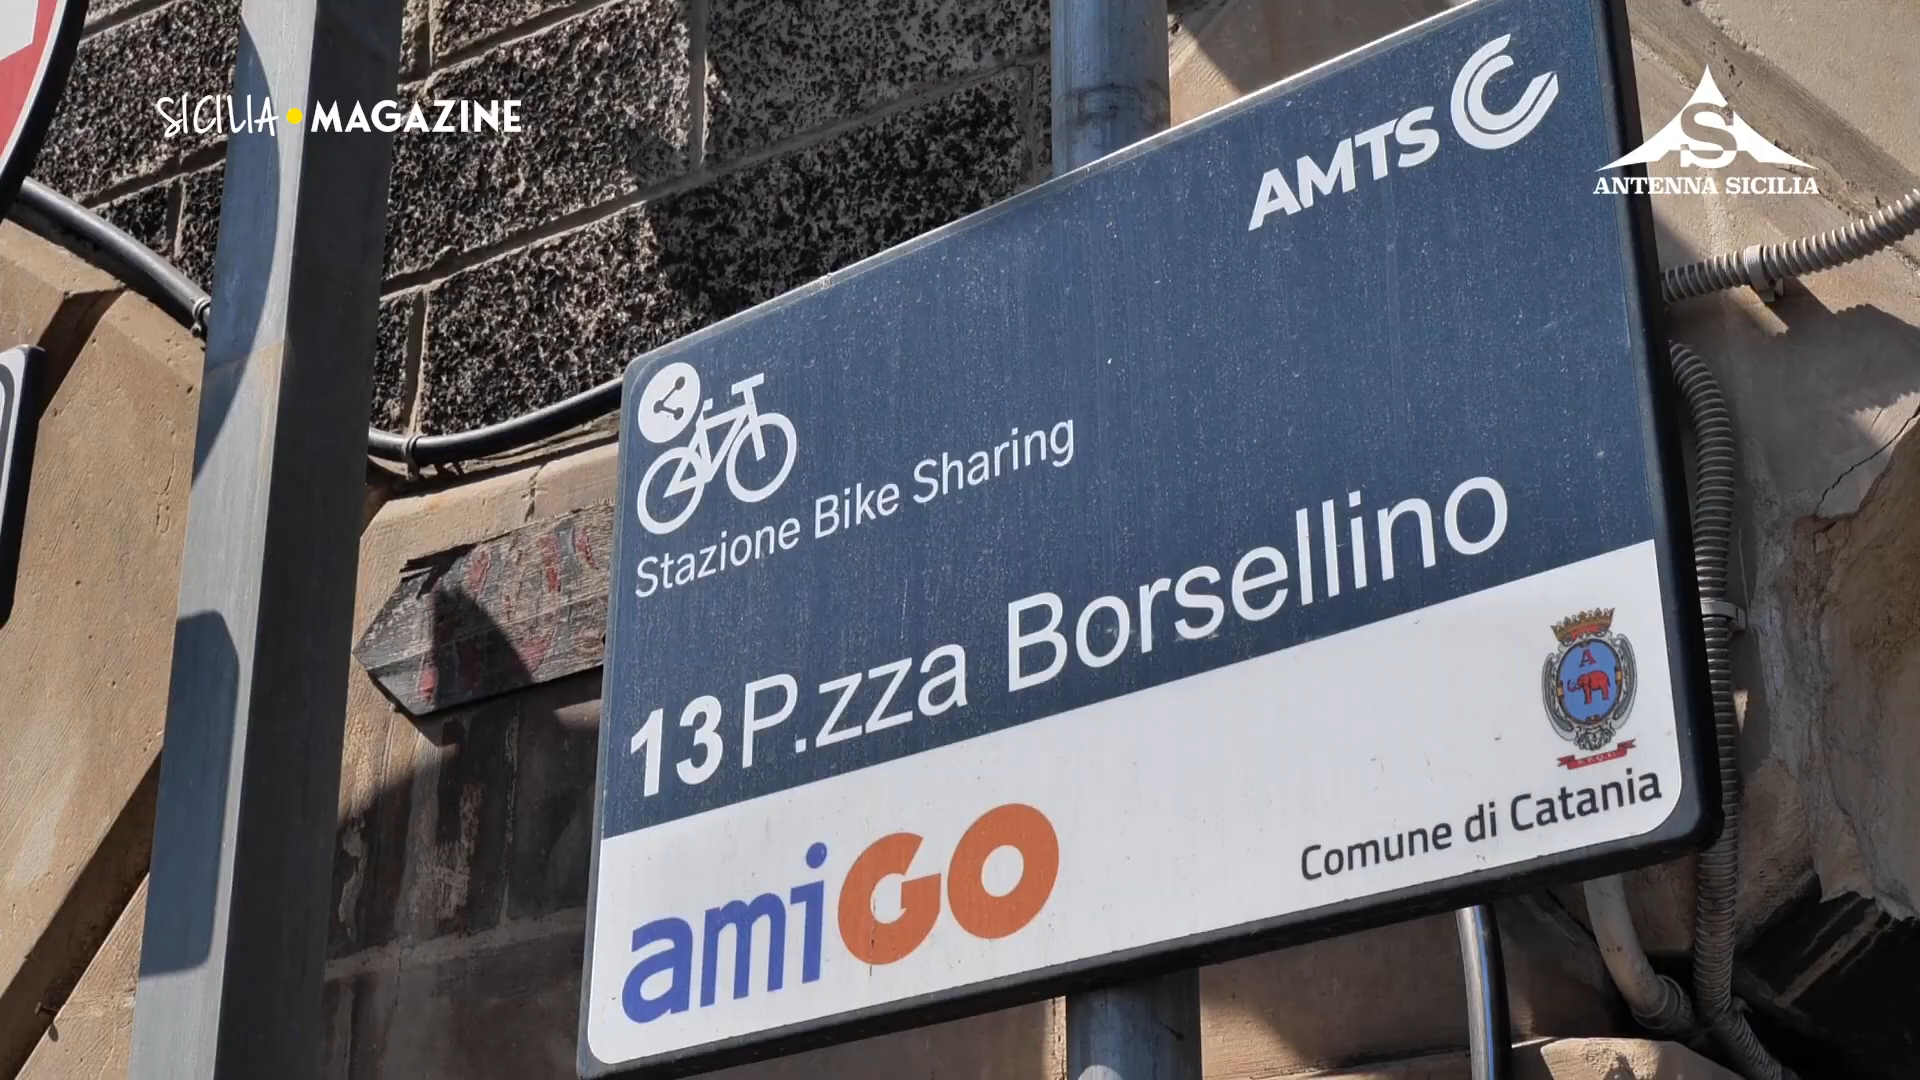 SICILIA • MAGAZINE
ANTENNA SICILIA
AMTS
Stazione Bike Sharing
13 P.zza Borsellino
amiGO
Comune di Catania